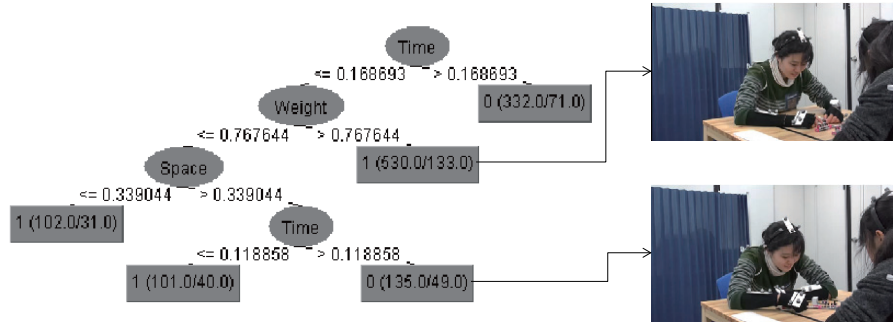 Time
<= 0.168693 > 0.168693
Weight 0 (332.0/71.0)
<= 0.767644 > 0.767644
Space 1 (530.0/133.0)
<= 0.339044 > 0.339044
1 (102.0/31.0) Time
<= 0.118858 > 0.118858
1 (101.0/40.0) 0 (135.0/49.0)